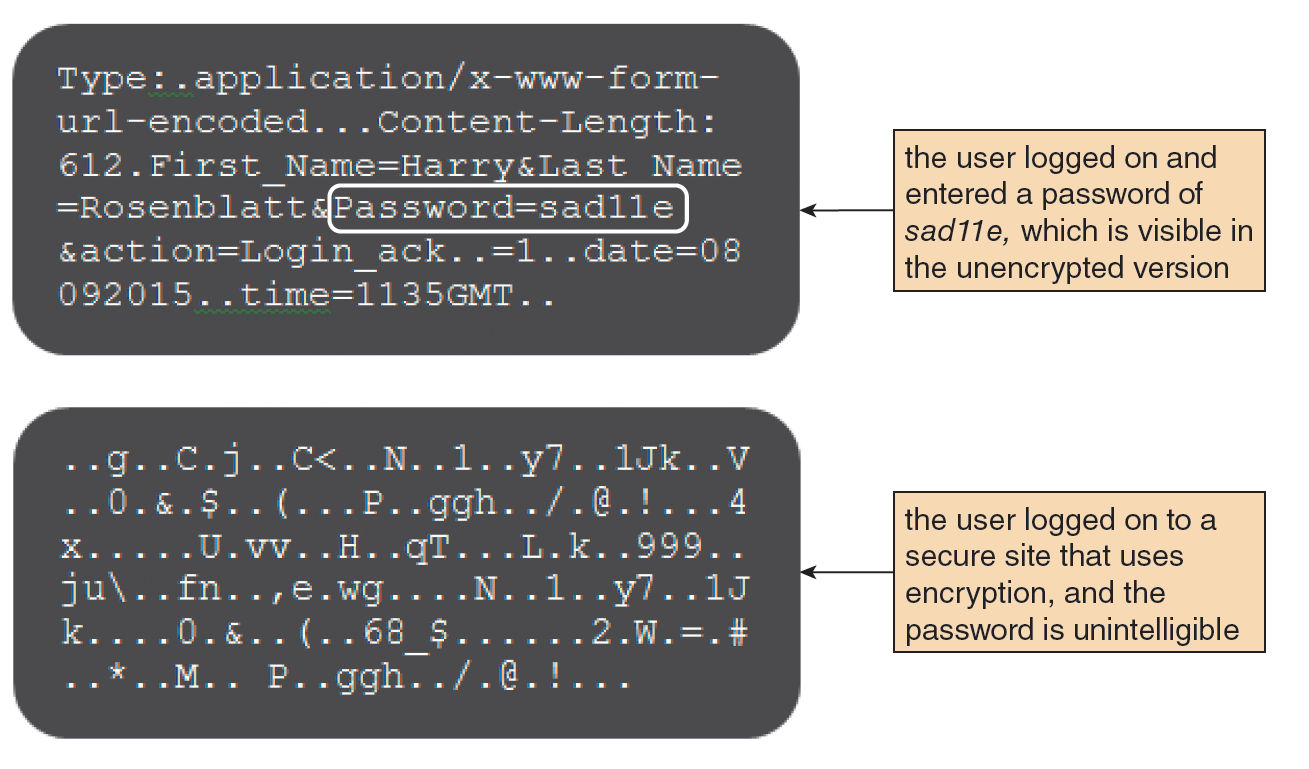 Type:.application/x-www-form-
url-encoded...Content-Length:
612.First_Name=Harry&Last Name
=Rosenblatt&Password=sad11e
&action=Login_ack..=1..date=08
092015..time=1135GMT..
the user logged on and
entered a password of
sad11e, which is visible in
the unencrypted version
..g..C.j..C<..N..1..y7..1Jk..V
..0.&.$..(...P..ggh../.@.!...4
x.....U.vv..H..qT...L.k..999..
ju\..fn..,e.wg....N..1..y7..1J
k....0.&..(..68_$......2.W.=.#
..*..M.. P..ggh../.@.!...
the user logged on to a
secure site that uses
encryption, and the
password is unintelligible